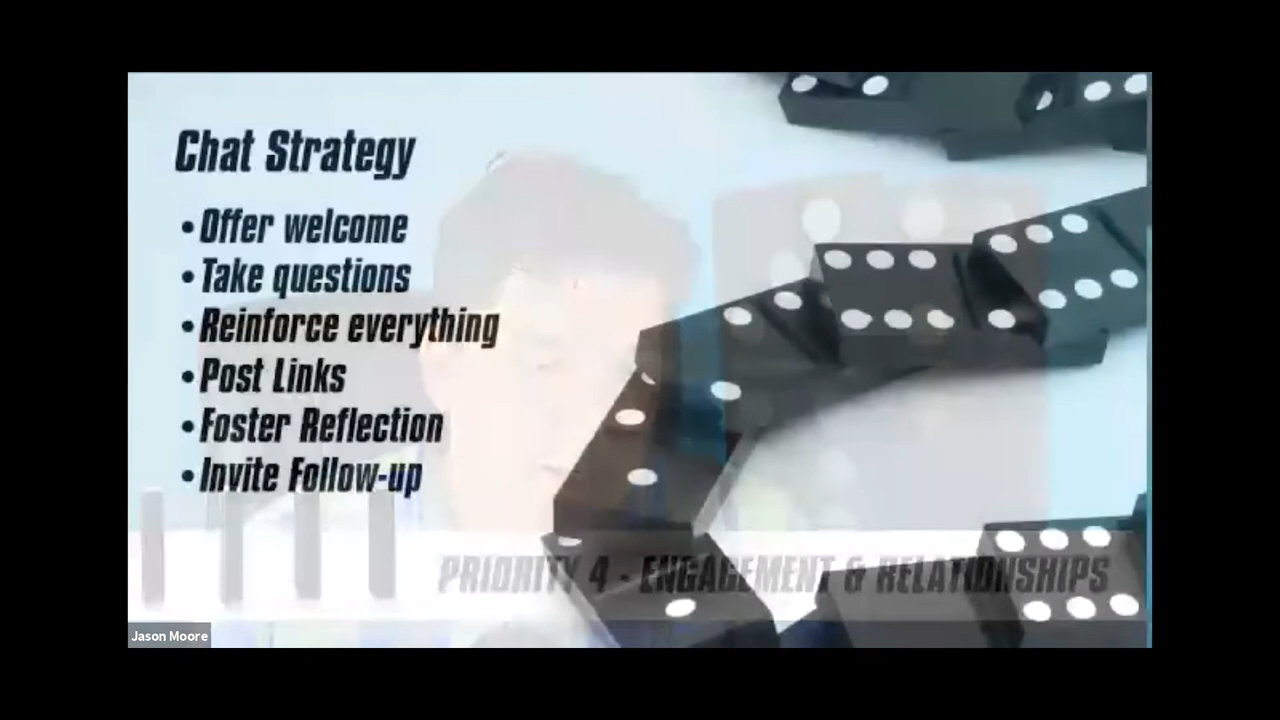 Chat Strategy
• Offer welcome
• Take questions
• Reinforce everything
• Post Links
• Foster Reflection
• Invite Follow-up
PRIORITY 4 - ENGAGEMENT & RELATIONSHIPS
Jason Moore